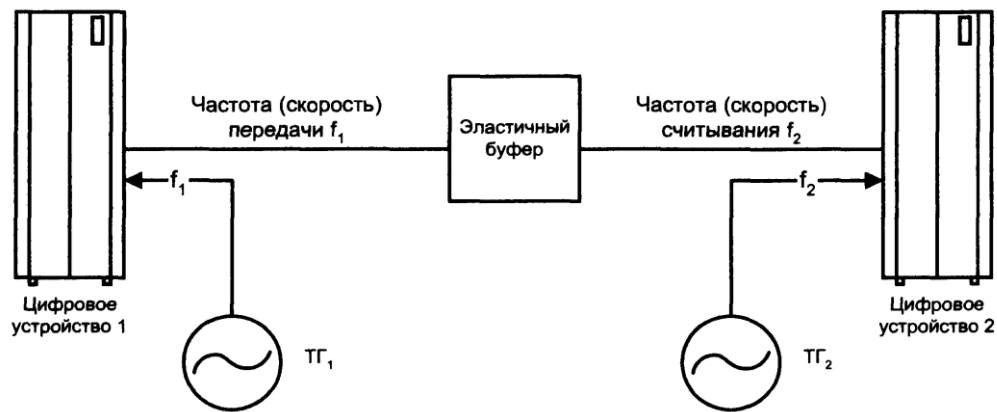 Частота (скорость)
передачи f₁
Эластичный
буфер
Частота (скорость)
считывания f₂
f₁
f₂
Цифровое
устройство 1
ТГ₁
ТГ₂
Цифровое
устройство 2